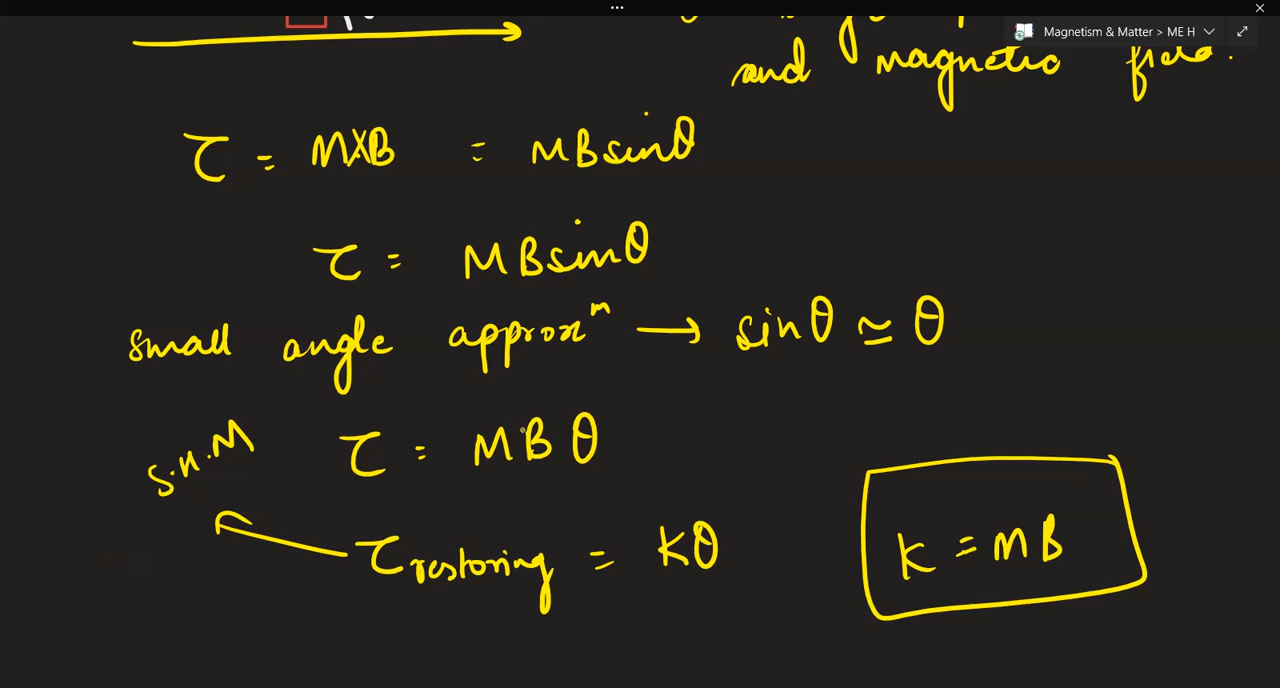 Magnetism & Matter > ME H
and magnetic field.
τ = M×B = MBsinθ
τ = MBsinθ
small angle approxⁿ → sinθ ≃ θ
S.H.M τ = MBθ
τrestoring = Kθ
K = MB